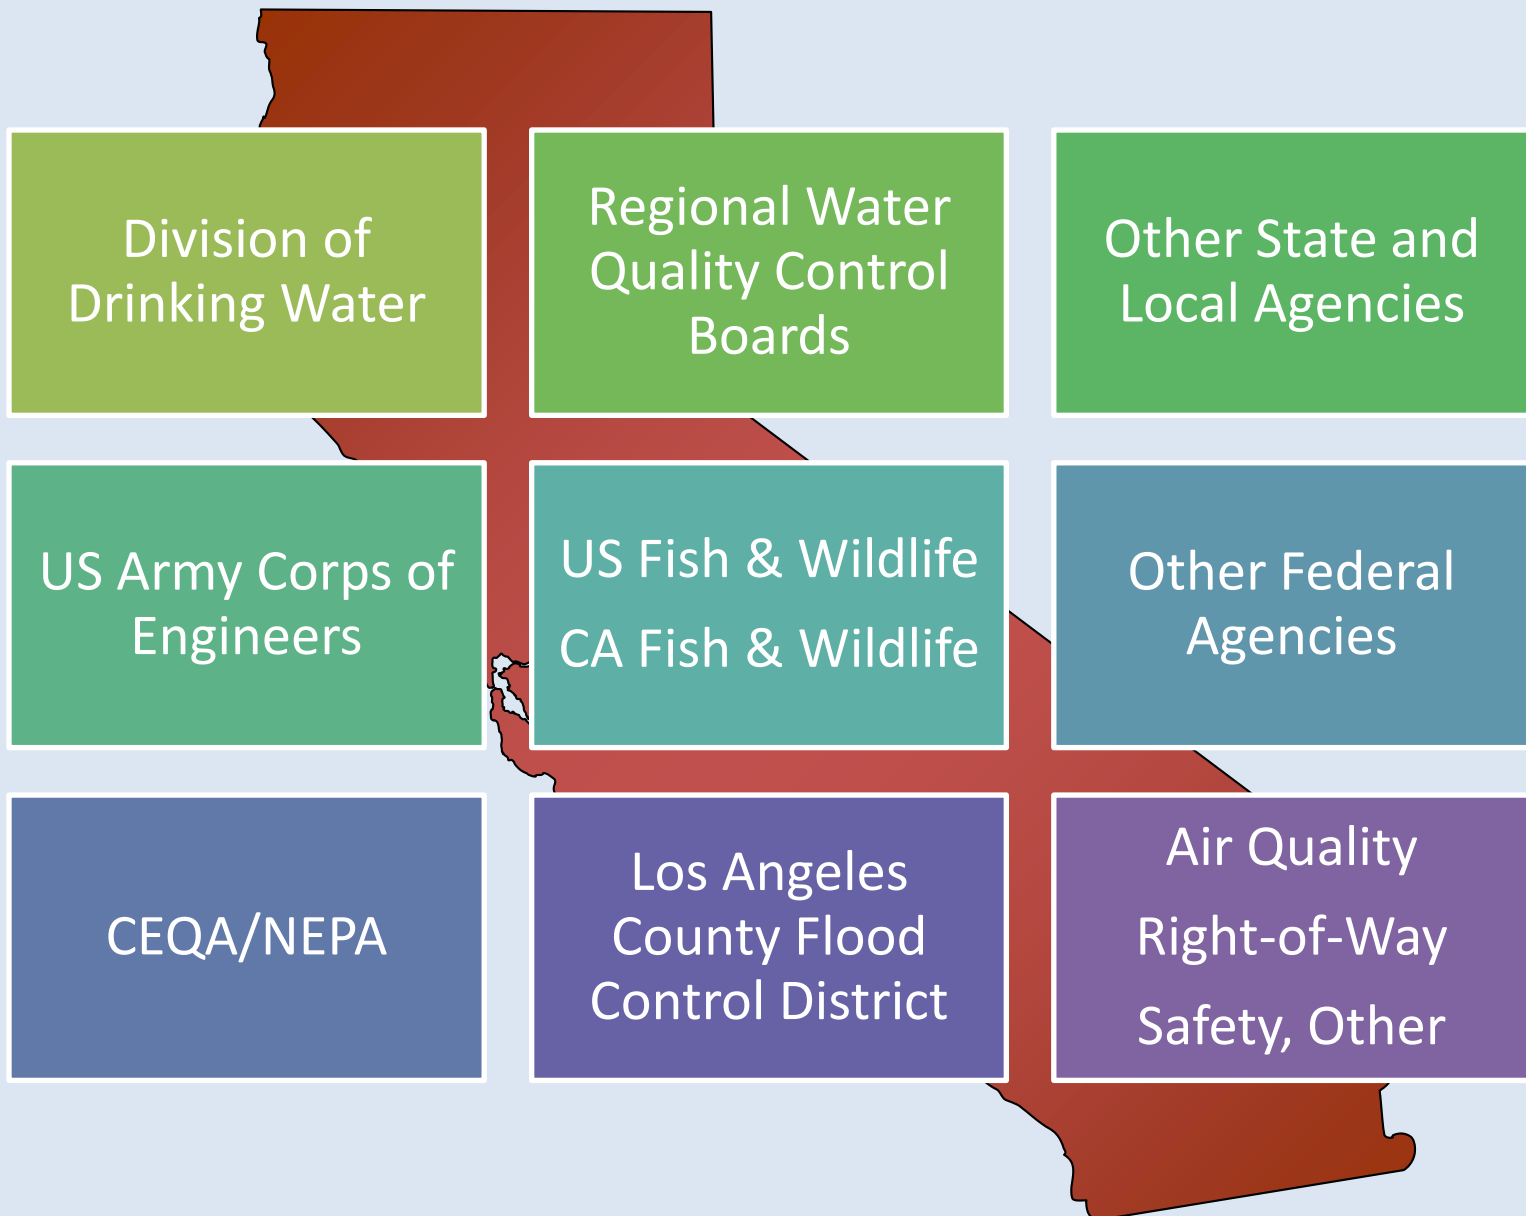 Division of
Drinking Water
Regional Water
Quality Control
Boards
Other State and
Local Agencies
US Army Corps of
Engineers
US Fish & Wildlife
CA Fish & Wildlife
Other Federal
Agencies
CEQA/NEPA
Los Angeles
County Flood
Control District
Air Quality
Right-of-Way
Safety, Other